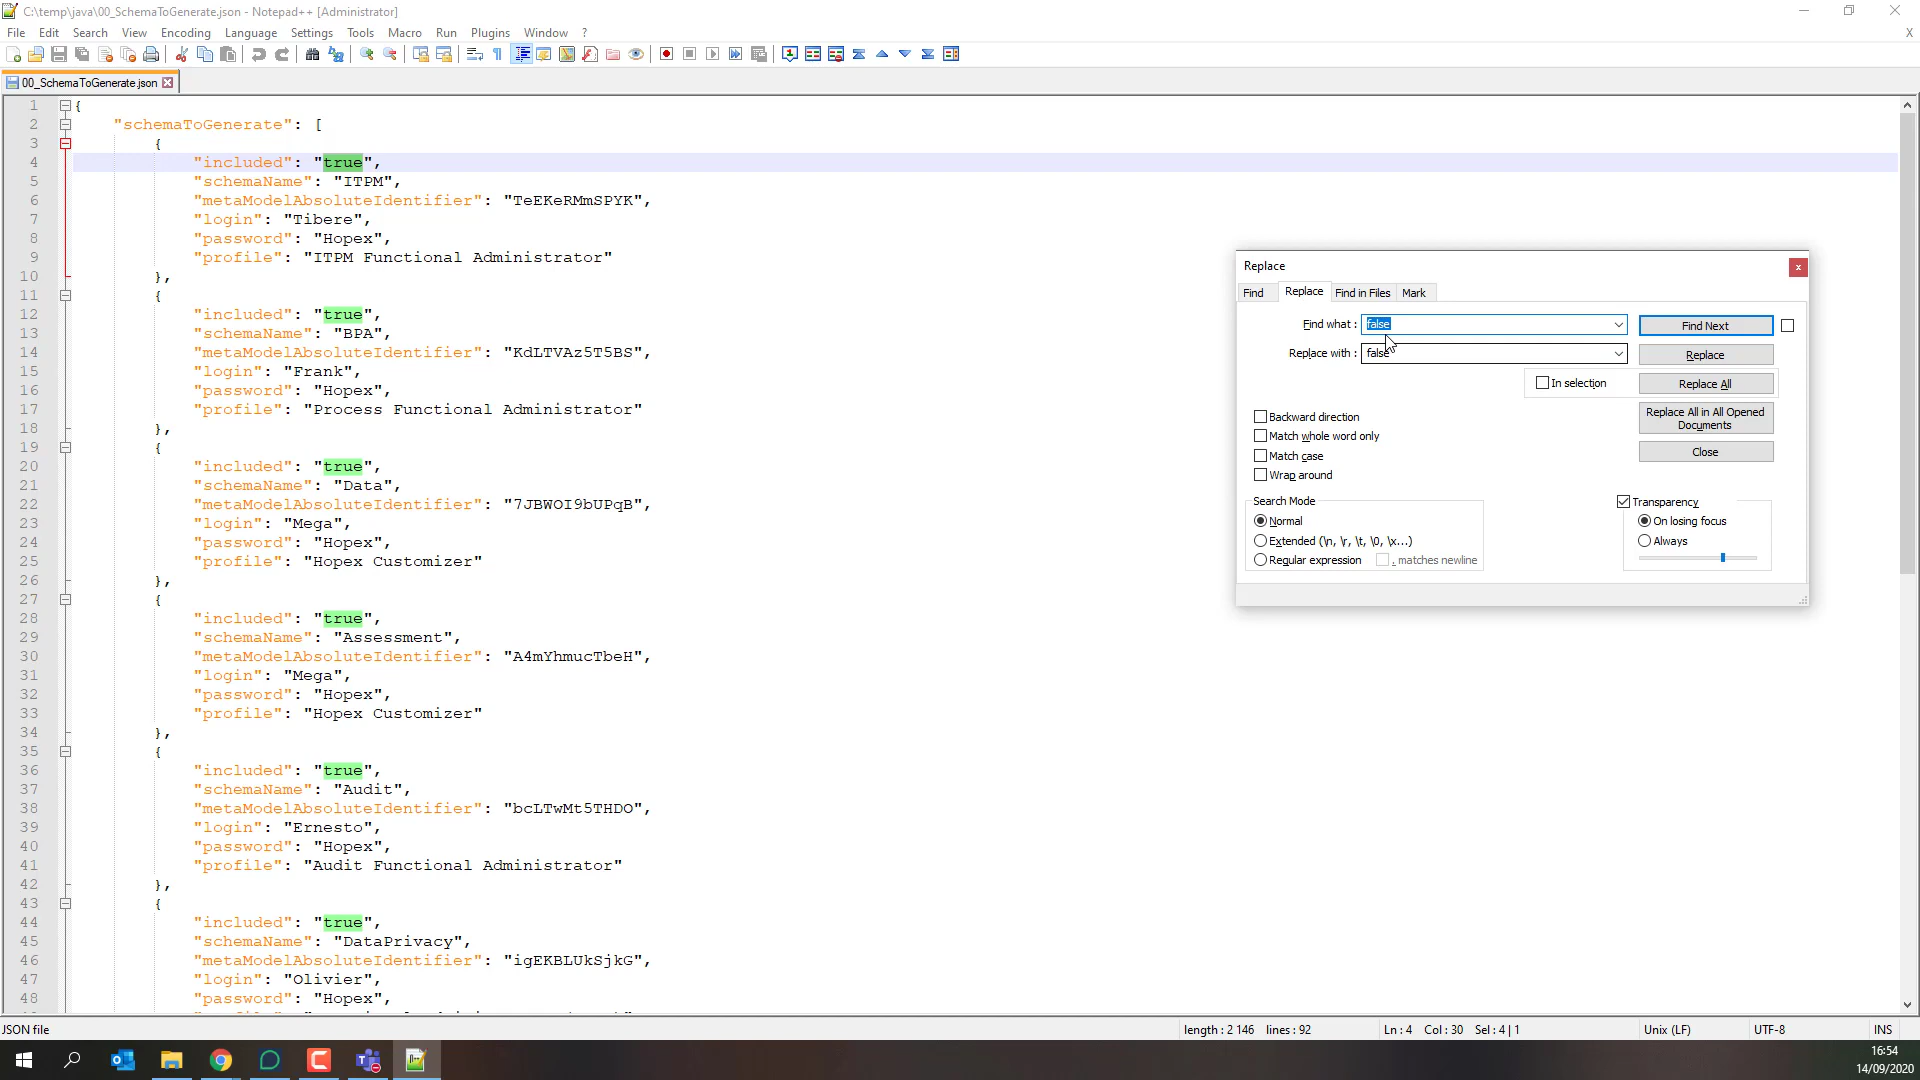 C:\temp\java\00_SchemaToGenerate.json - Notepad++ [Administrator]
File Edit Search View Encoding Language Settings Tools Macro Run Plugins Window ? X
00_SchemaToGenerate.json
1 {
2 "schemaToGenerate": [
3 {
4 "included": "true",
5 "schemaName": "ITPM",
6 "metaModelAbsoluteIdentifier": "TeEKeRMmSPYK",
7 "login": "Tibere",
8 "password": "Hopex",
9 "profile": "ITPM Functional Administrator"
10 },
11 {
12 "included": "true",
13 "schemaName": "BPA",
14 "metaModelAbsoluteIdentifier": "KdLTVAz5T5BS",
15 "login": "Frank",
16 "password": "Hopex",
17 "profile": "Process Functional Administrator"
18 },
19 {
20 "included": "true",
21 "schemaName": "Data",
22 "metaModelAbsoluteIdentifier": "7JBWOI9bUPqB",
23 "login": "Mega",
24 "password": "Hopex",
25 "profile": "Hopex Customizer"
26 },
27 {
28 "included": "true",
29 "schemaName": "Assessment",
30 "metaModelAbsoluteIdentifier": "A4mYhmucTbeH",
31 "login": "Mega",
32 "password": "Hopex",
33 "profile": "Hopex Customizer"
34 },
35 {
36 "included": "true",
37 "schemaName": "Audit",
38 "metaModelAbsoluteIdentifier": "bcLTwMt5THDO",
39 "login": "Ernesto",
40 "password": "Hopex",
41 "profile": "Audit Functional Administrator"
42 },
43 {
44 "included": "true",
45 "schemaName": "DataPrivacy",
46 "metaModelAbsoluteIdentifier": "igEKBLUkSjkG",
47 "login": "Olivier",
48 "password": "Hopex",
Replace
Find Replace Find in Files Mark
Find what : false Find Next
Replace with : false Replace
In selection Replace All
Replace All in All Opened
Documents
Close
Backward direction
Match whole word only
Match case
Wrap around
Search Mode
Normal
Extended (\n, \r, \t, \0, \x...)
Regular expression . matches newline
Transparency
On losing focus
Always
JSON file length : 2 146 lines : 92 Ln : 4 Col : 30 Sel : 4 | 1 Unix (LF) UTF-8 INS
16:54
14/09/2020